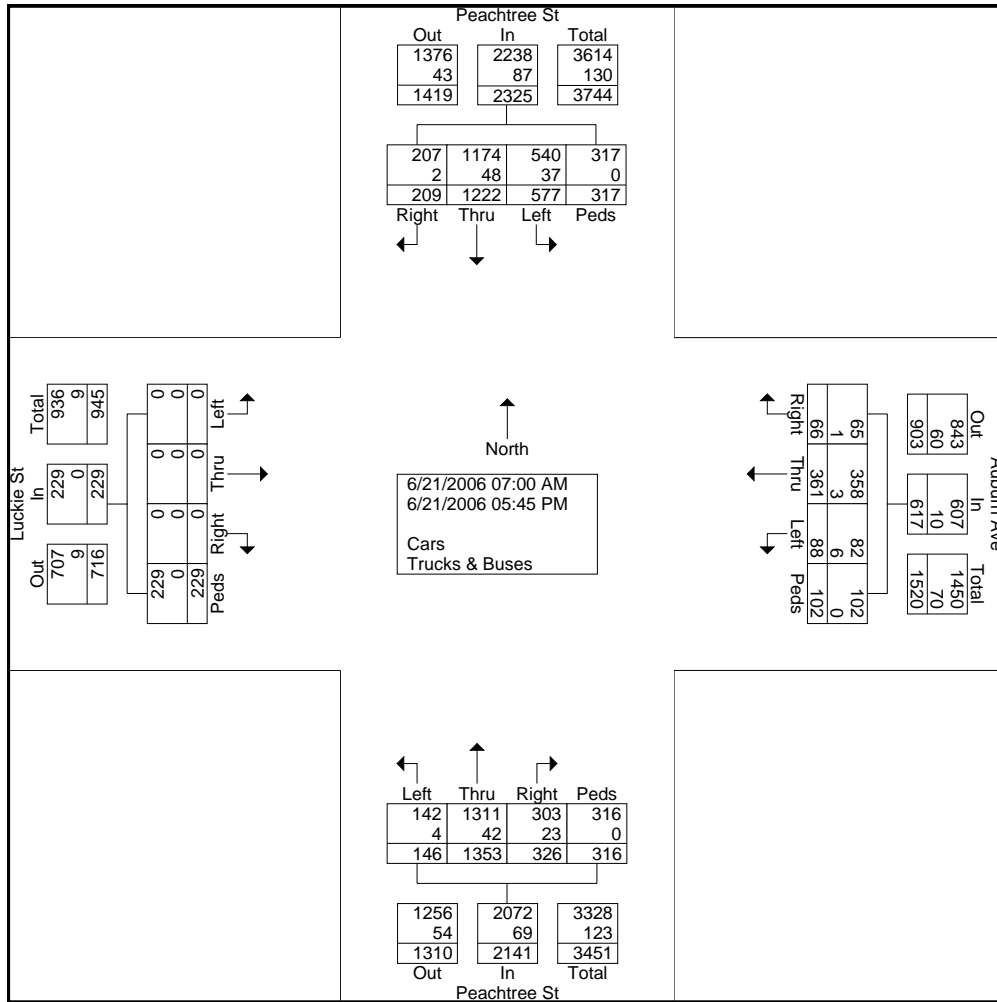 Peachtree St
Out In Total
1376 2238 3614
43 87 130
1419 2325 3744
207 1174 540 317
2 48 37 0
209 1222 577 317
Right Thru Left Peds
Luckie St
Total In Out
945 229 716
9 0 9
936 229 707
Left Thru Right Peds
0 0 0 229
0 0 0 0
0 0 0 229
North
6/21/2006 07:00 AM
6/21/2006 05:45 PM
Cars
Trucks & Buses
Auburn Ave
Out In Total
843 607 1450
60 10 70
903 617 1520
65 358 82 102
1 3 6 0
66 361 88 102
Right Thru Left Peds
Left Thru Right Peds
142 1311 303 316
4 42 23 0
146 1353 326 316
1256 2072 3328
54 69 123
1310 2141 3451
Out In Total
Peachtree St